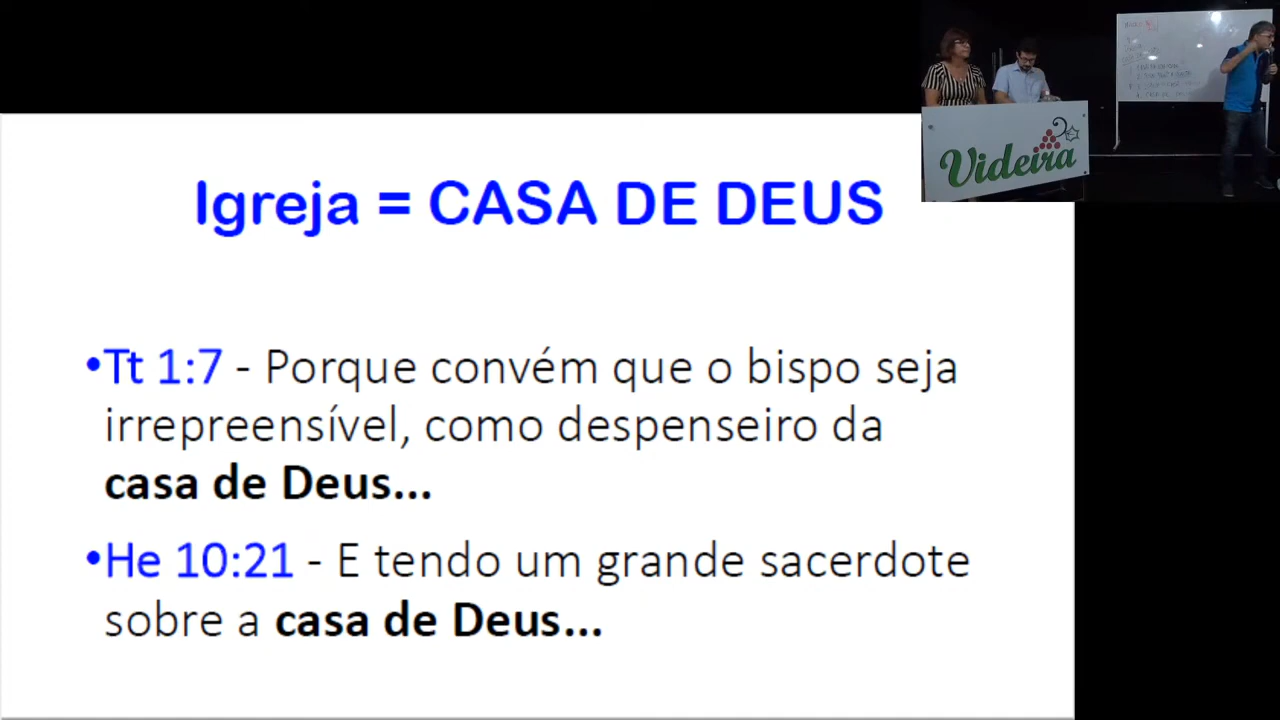 Videira
Igreja = CASA DE DEUS
•Tt 1:7 - Porque convém que o bispo seja
irrepreensível, como despenseiro da
casa de Deus...
•He 10:21 - E tendo um grande sacerdote
sobre a casa de Deus...